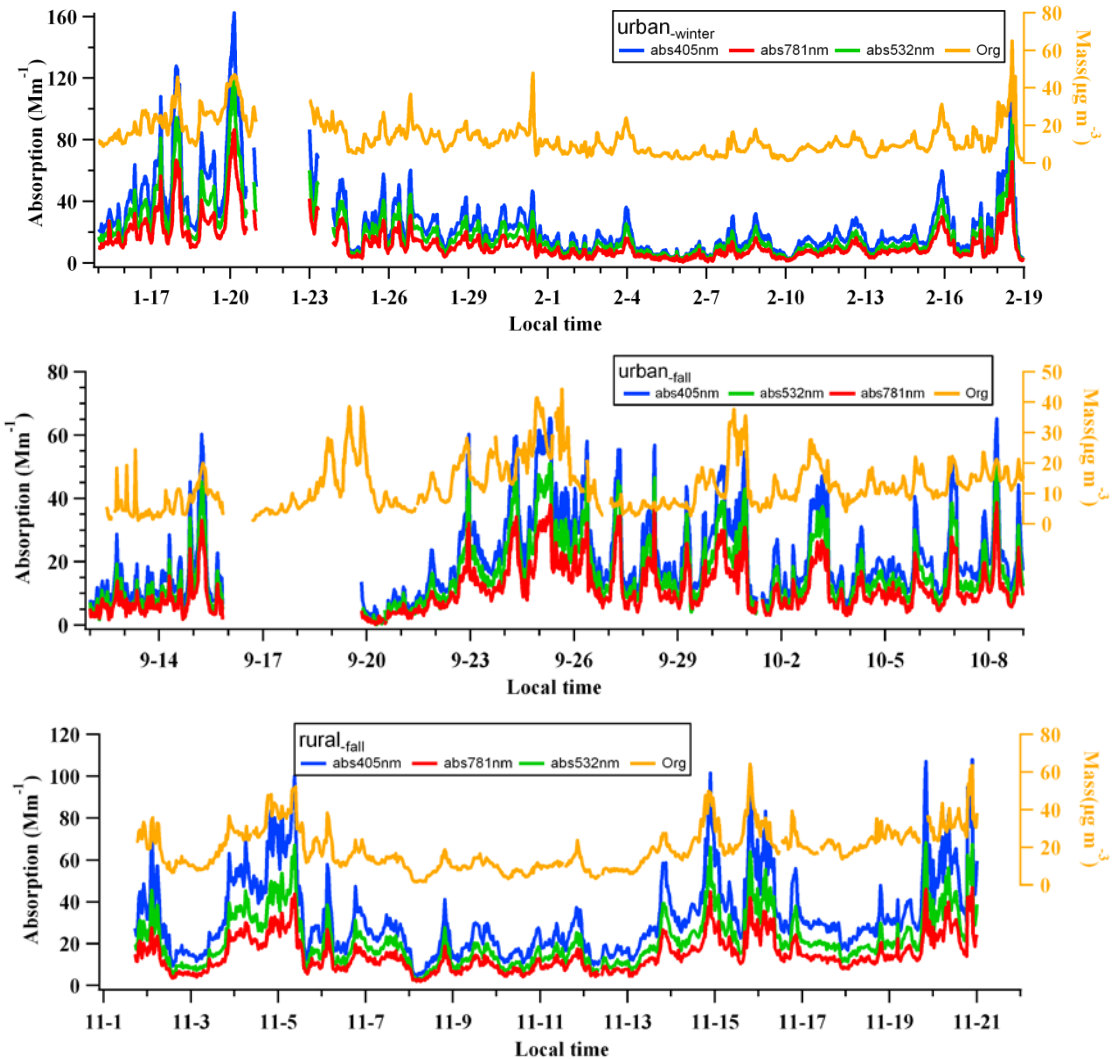 urban-winter
abs405nm abs781nm abs532nm Org
Absorption (Mm-1)
160
120
80
40
0
80
60
40
20
0
Mass(μg m-3)
1-17 1-20 1-23 1-26 1-29 2-1 2-4 2-7 2-10 2-13 2-16 2-19
Local time
urban-fall
abs405nm abs532nm abs781nm Org
Absorption (Mm-1)
80
60
40
20
0
50
40
30
20
10
0
Mass(μg m-3)
9-14 9-17 9-20 9-23 9-26 9-29 10-2 10-5 10-8
Local time
rural-fall
abs405nm abs781nm abs532nm Org
Absorption (Mm-1)
120
100
80
60
40
20
0
80
60
40
20
0
Mass(μg m-3)
11-1 11-3 11-5 11-7 11-9 11-11 11-13 11-15 11-17 11-19 11-21
Local time